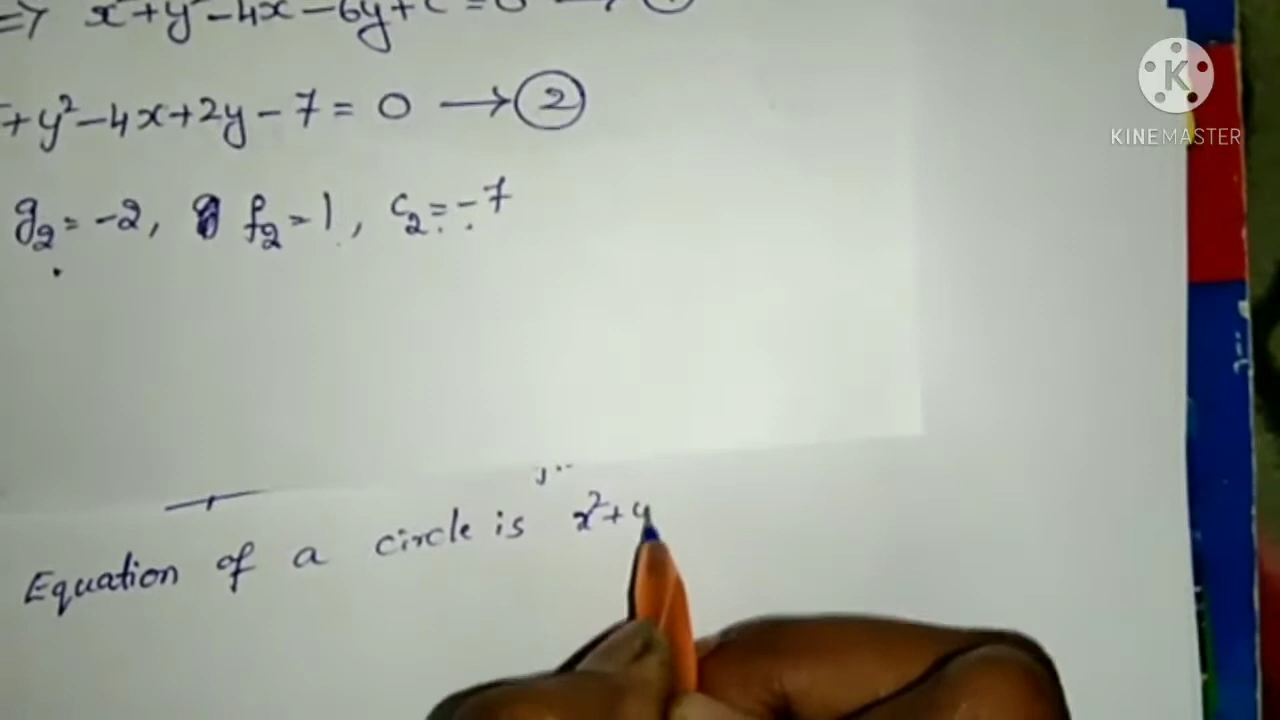 => x²+y²-4x-6y+c=0 →①
+y²-4x+2y-7=0 →②
g₂=-2, f₂=1, c₂=-7
Equation of a circle is x²+y
K
KINEMASTER